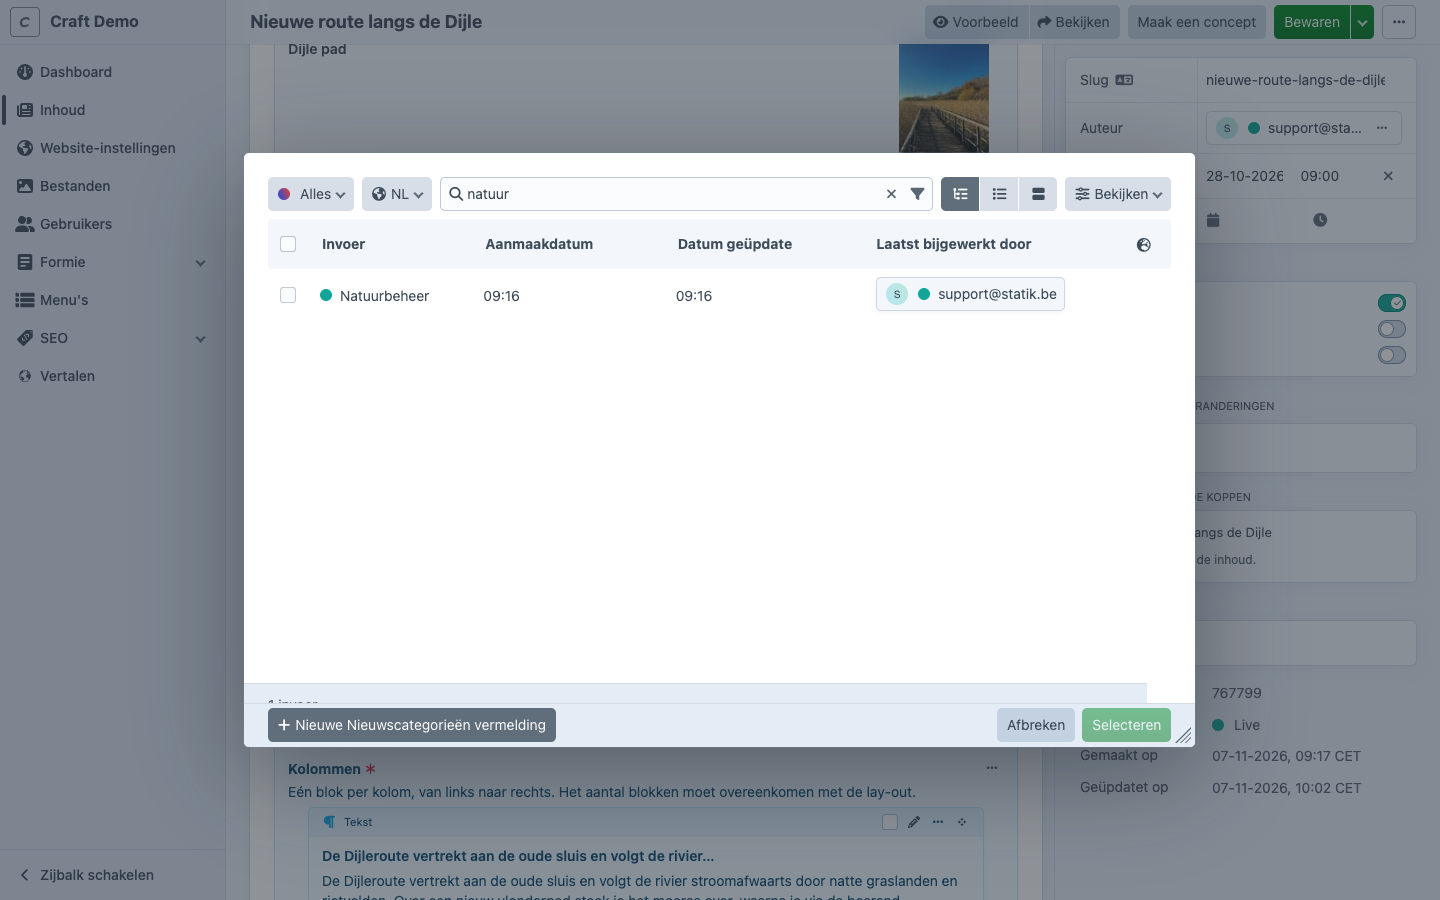 C Craft Demo
Nieuwe route langs de Dijle
Voorbeeld
Bekijken
Maak een concept
Bewaren
Dashboard
Inhoud
Website-instellingen
Bestanden
Gebruikers
Formie
Menu's
SEO
Vertalen
Zijbalk schakelen
Dijle pad
Slug
nieuwe-route-langs-de-dijle
Auteur
S support@sta...
28-10-2026 09:00
Alles
NL
natuur
Bekijken
Invoer Aanmaakdatum Datum geüpdate Laatst bijgewerkt door
Natuurbeheer 09:16 09:16 S support@statik.be
RANDERINGEN
E KOPPEN
angs de Dijle
de inhoud.
767799
Live
Gemaakt op 07-11-2026, 09:17 CET
Geüpdatet op 07-11-2026, 10:02 CET
Nieuwe Nieuwscategorieën vermelding
Afbreken
Selecteren
Kolommen *
Eén blok per kolom, van links naar rechts. Het aantal blokken moet overeenkomen met de lay-out.
Tekst
De Dijleroute vertrekt aan de oude sluis en volgt de rivier...
De Dijleroute vertrekt aan de oude sluis en volgt de rivier stroomafwaarts door natte graslanden en